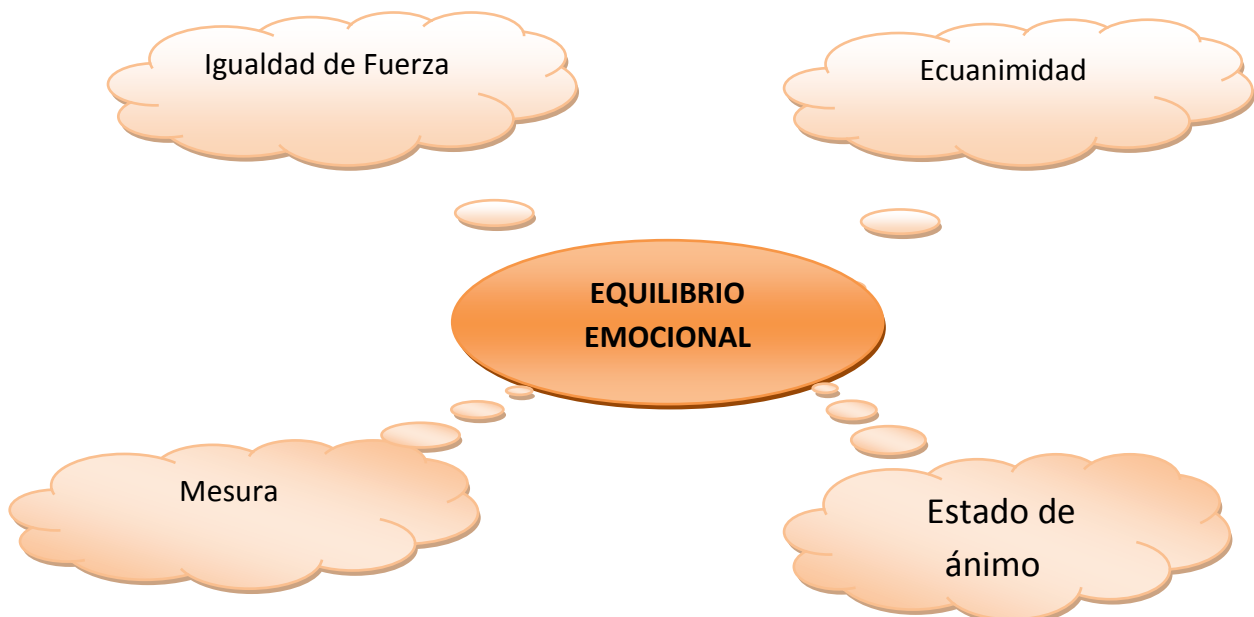 Igualdad de Fuerza
Ecuanimidad
EQUILIBRIO
EMOCIONAL
Mesura
Estado de
ánimo